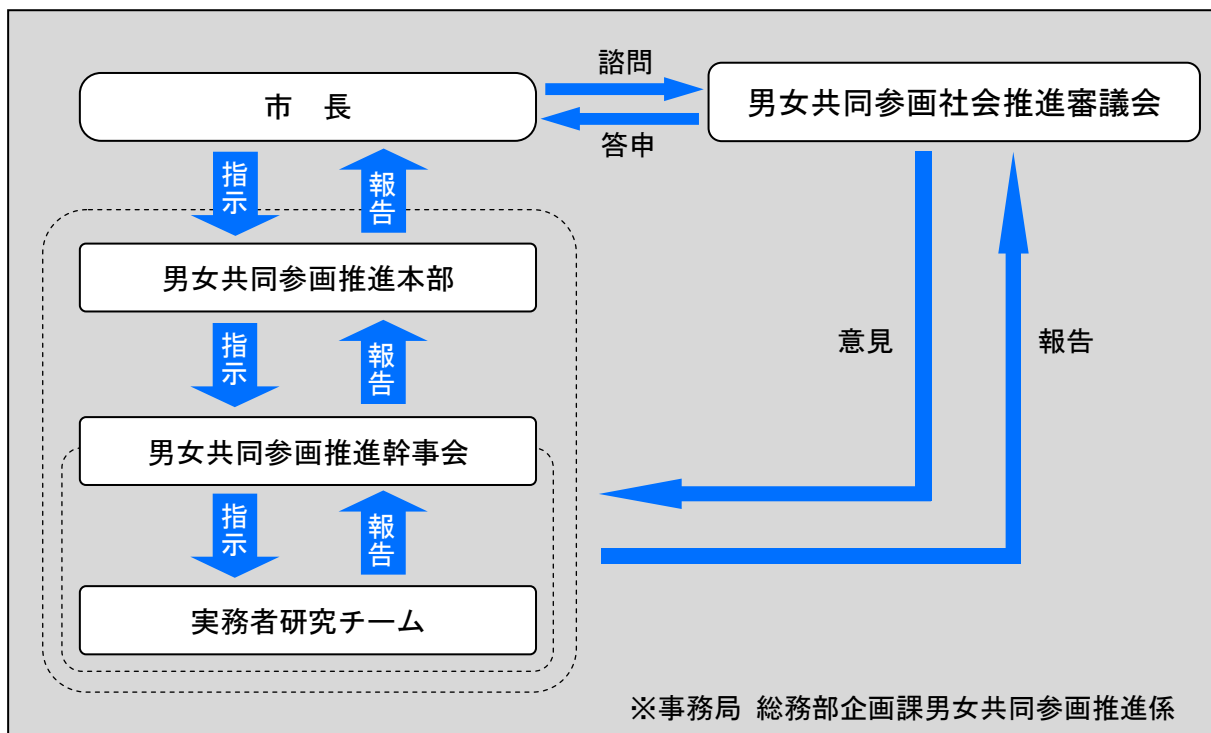 諮問
市　長
男女共同参画社会推進審議会
答申
指示
報告
男女共同参画推進本部
指示
報告
意見
報告
男女共同参画推進幹事会
指示
報告
実務者研究チーム
※事務局 総務部企画課男女共同参画推進係